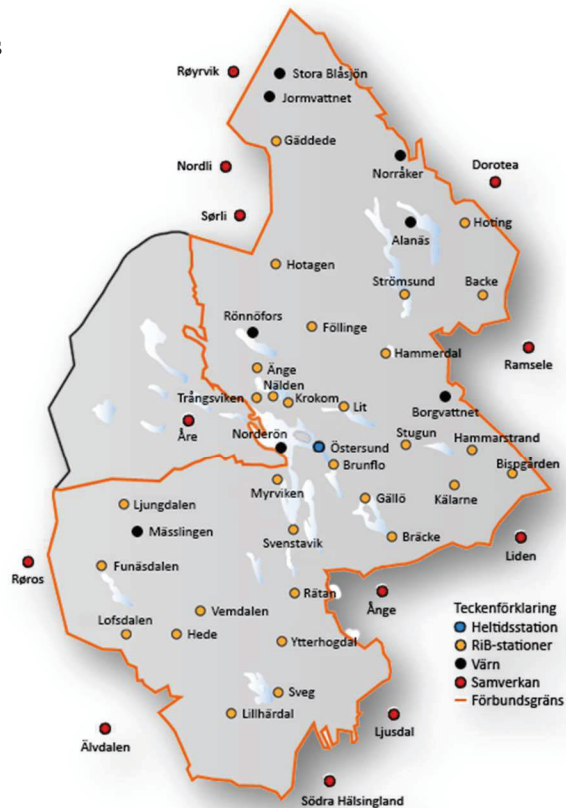 Røyrvik
Stora Blåsjön
Jormvattnet
Gäddede
Nordli
Norråker
Dorotea
Sørli
Alanäs
Hoting
Hotagen
Strömsund
Backe
Rönnöfors
Föllinge
Hammerdal
Ramsele
Änge
Nälden
Trångsviken
Krokom
Lit
Borgvattnet
Åre
Norderön
Östersund
Stugun
Hammarstrand
Brunflo
Bispgården
Myrviken
Gällö
Kälarne
Ljungdalen
Mässlingen
Svenstavik
Bräcke
Liden
Røros
Funäsdalen
Rätan
Ånge
Lofsdalen
Vemdalen
Hede
Ytterhogdal
Teckenförklaring
Heltidsstation
RiB-stationer
Värn
Samverkan
Förbundsgräns
Sveg
Lillhärdal
Älvdalen
Ljusdal
Södra Hälsingland